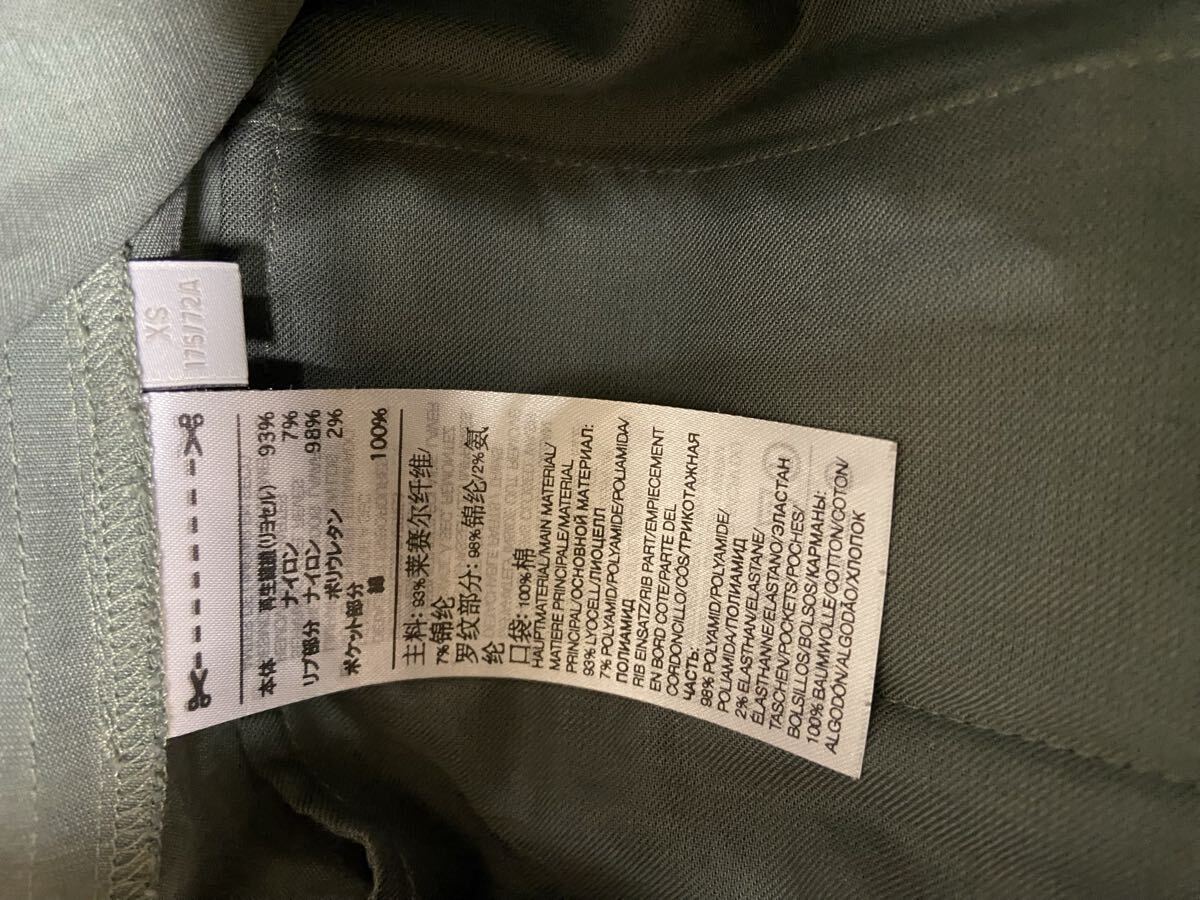 XS
175/72A
本体 再生繊維(リヨセル) 93%
ナイロン 7%
リブ部分 ナイロン 98%
ポリウレタン 2%
ポケット部分
綿 100%
主料: 93%莱赛尔纤维/
7%锦纶
罗纹部分: 98%锦纶/2%氨
纶
口袋: 100%棉
HAUPTMATERIAL/MAIN MATERIAL/
MATIERE PRINCIPALE/MATERIAL
PRINCIPAL/ОСНОВНОЙ МАТЕРИАЛ:
93% LYOCELL/ЛИОЦЕЛЛ
7% POLYAMID/POLYAMIDE/POLIAMIDA/
ПОЛИАМИД
RIB EINSATZ/RIB PART/EMPIECEMENT
EN BORD COTE/PARTE DEL
CORDONCILLO/COS/ТРИКОТАЖНАЯ
ЧАСТЬ:
98% POLYAMID/POLYAMIDE/
POLIAMIDA/ПОЛИАМИД
2% ELASTHAN/ELASTANE/
ÉLASTHANNE/ELASTANO/ЭЛАСТАН
TASCHEN/POCKETS/POCHES/
BOLSILLOS/BOLSOS/КАРМАНЫ:
100% BAUMWOLLE/COTTON/COTON/
ALGODÓN/ALGODÃO/ХЛОПОК